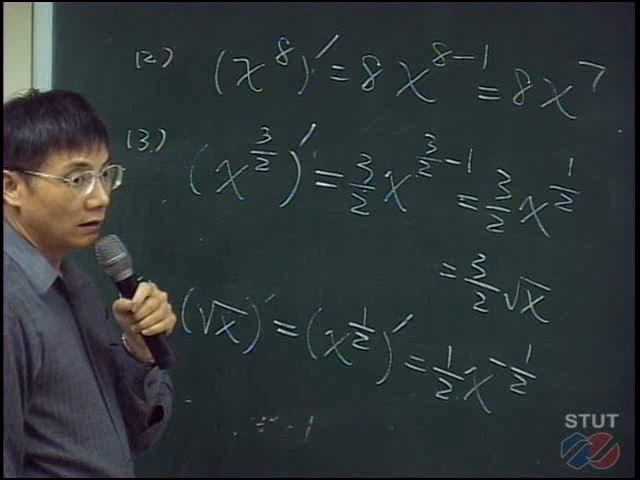 (2) (x^8)' = 8x^{8-1} = 8x^7
(3) (x^{3/2})' = 3/2 x^{3/2-1} = 3/2 x^{1/2}
= 3/2 √x
(√x)' = (x^{1/2})' = 1/2 x^{-1/2}
STUT